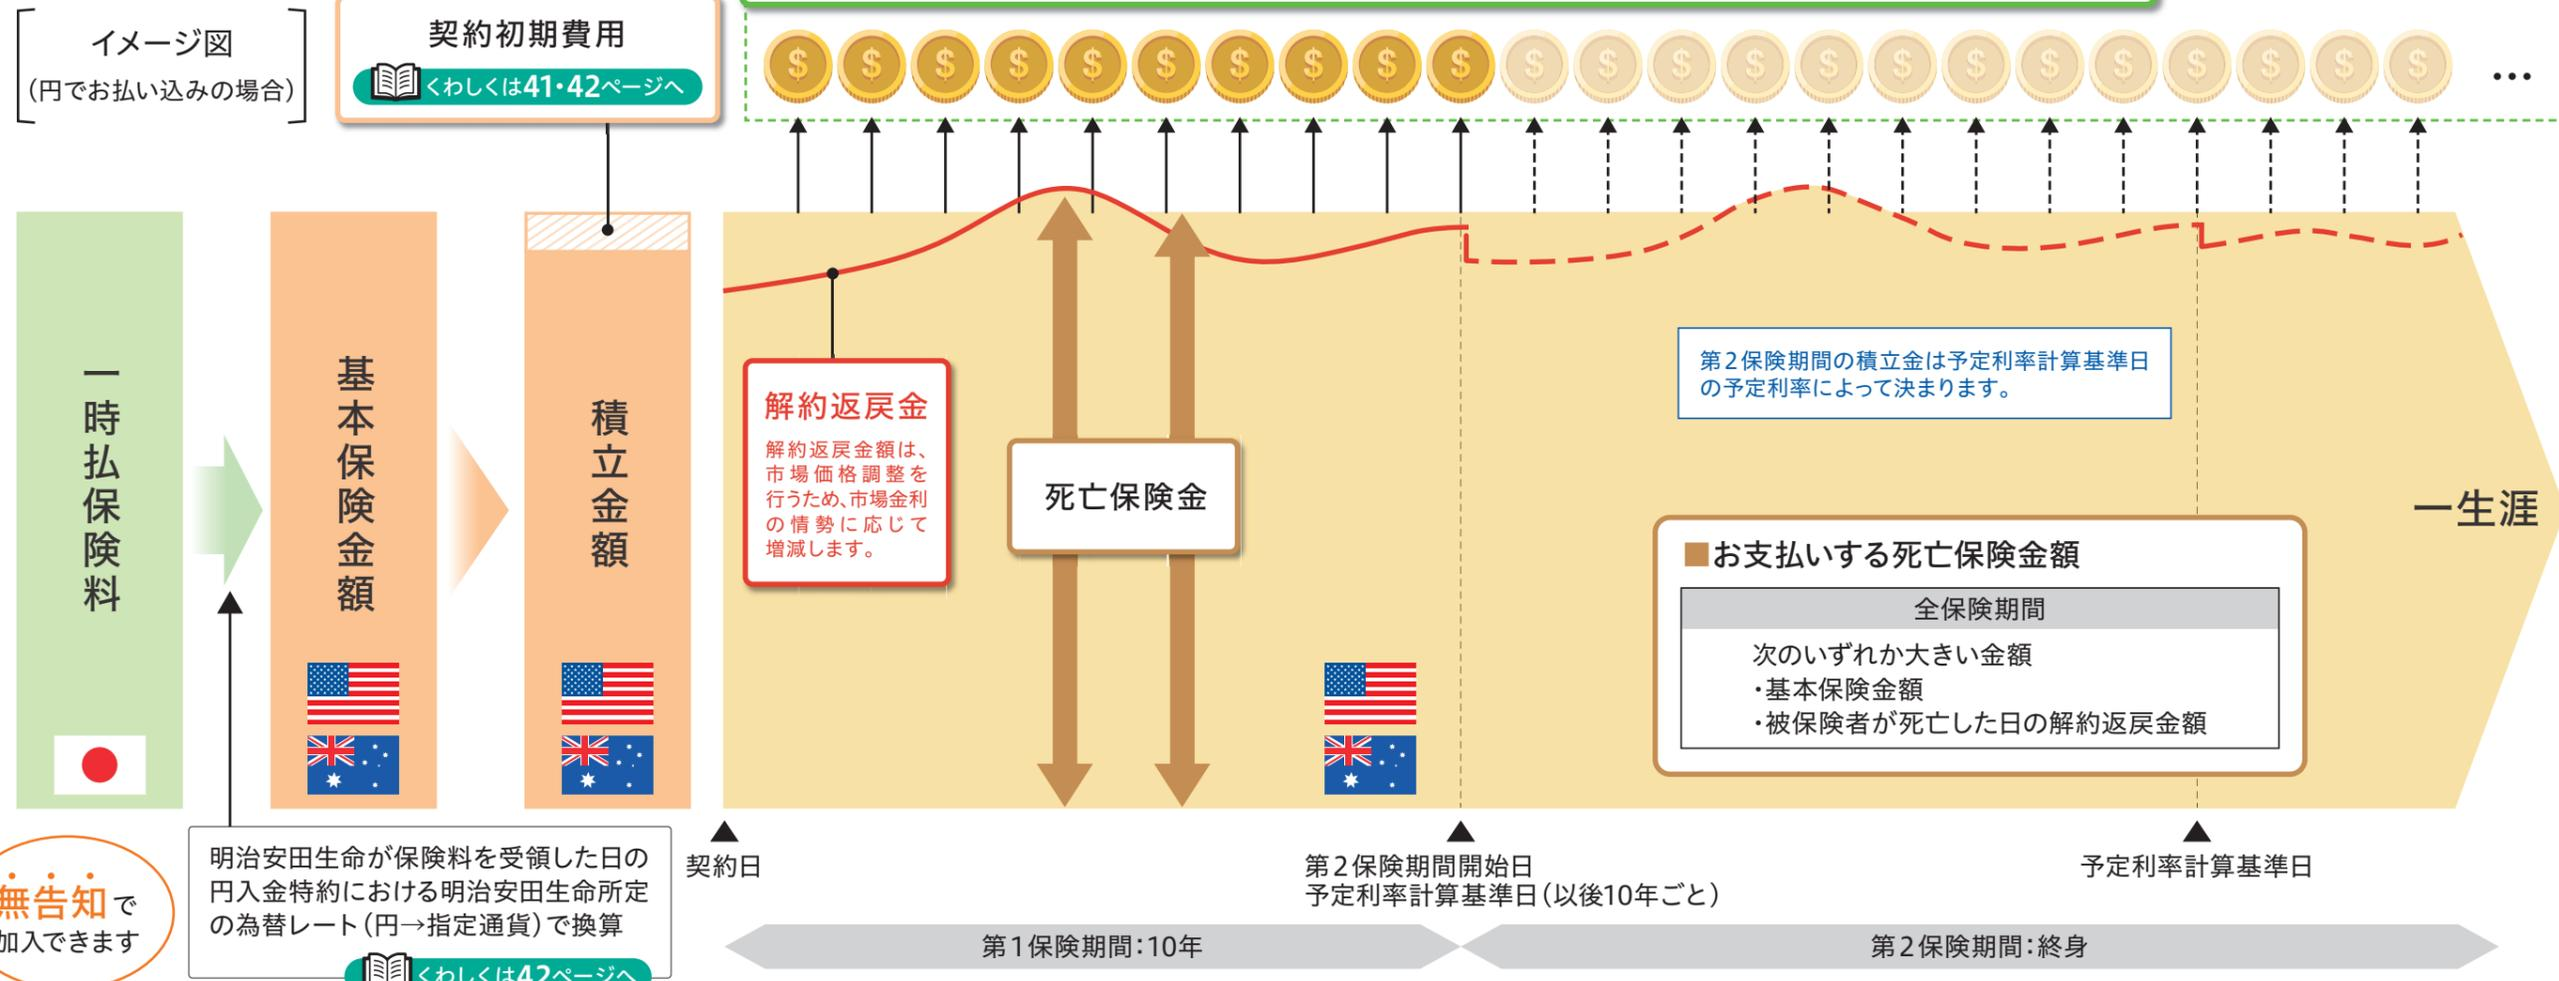 イメージ図
（円でお払い込みの場合）
契約初期費用
くわしくは41・42ページへ
$ $ $ $ $ $ $ $ $ $ $ $ $ $ $ $ $ $ $ $ $ $ $ …
一時払保険料
基本保険金額
積立金額
解約返戻金
解約返戻金額は、
市場価格調整を
行うため、市場金利
の情勢に応じて
増減します。
死亡保険金
第2保険期間の積立金は予定利率計算基準日
の予定利率によって決まります。
一生涯
■お支払いする死亡保険金額
全保険期間
次のいずれか大きい金額
・基本保険金額
・被保険者が死亡した日の解約返戻金額
無告知で
加入できます
明治安田生命が保険料を受領した日の
円入金特約における明治安田生命所定
の為替レート（円→指定通貨）で換算
くわしくは42ページへ
契約日
第2保険期間開始日
予定利率計算基準日（以後10年ごと）
予定利率計算基準日
第1保険期間：10年
第2保険期間：終身